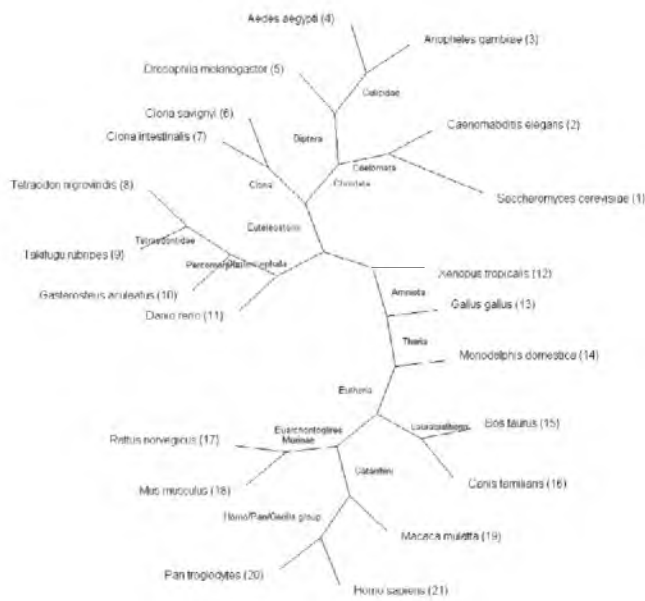 Aedes aegypti (4)
Anopheles gambiae (3)
Drosophila melanogastor (5)
Culicidae
Ciona savignyi (6)
Caenorhabditis elegans (2)
Ciona intestinalis (7)
Diptera
Coelomata
Ciona
Chordata
Tetraodon nigroviridis (8)
Saccharomyces cerevisiae (1)
Euteleostomi
Tetraodontidae
Takifugu rubripes (9)
Percomorpha
Xenopus tropicalis (12)
Gasterosteus aculeatus (10)
Amniota
Danio rerio (11)
Gallus gallus (13)
Theria
Monodelphis domestica (14)
Eutheria
Euarchontoglires
Laurasiatheria
Bos taurus (15)
Rattus norvegicus (17)
Murinae
Catarrhini
Canis familiaris (16)
Mus musculus (18)
Homo/Pan/Gorilla group
Macaca mulatta (19)
Pan troglodytes (20)
Homo sapiens (21)